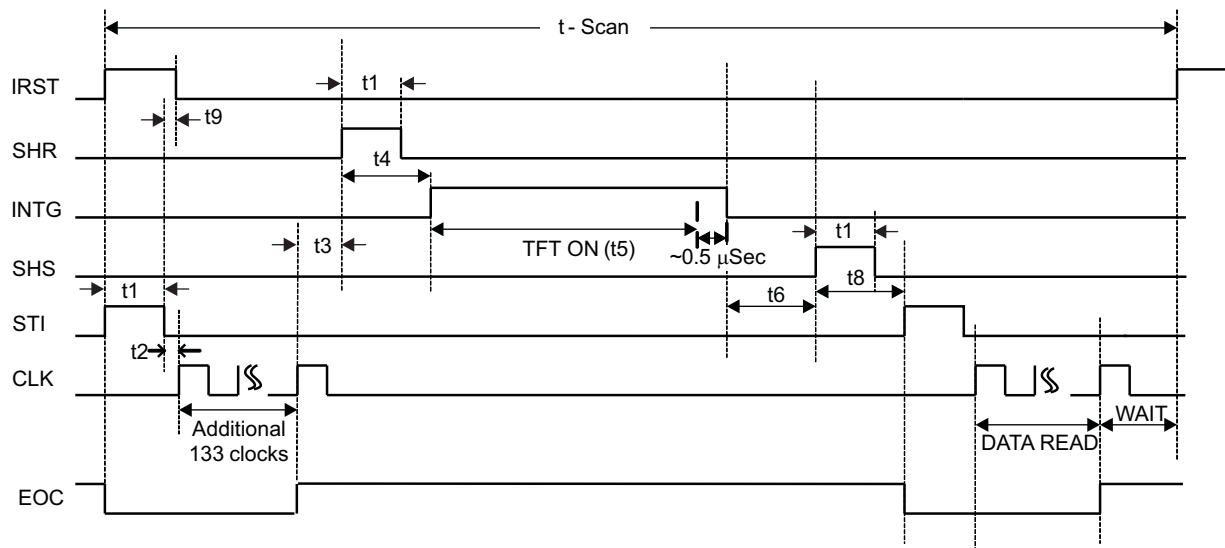 t - Scan
IRST
t1
t9
SHR
t4
INTG
t3
TFT ON (t5)
~0.5 μSec
t1
SHS
t1
t6
t8
STI
t2
CLK
Additional
133 clocks
DATA READ
WAIT
EOC